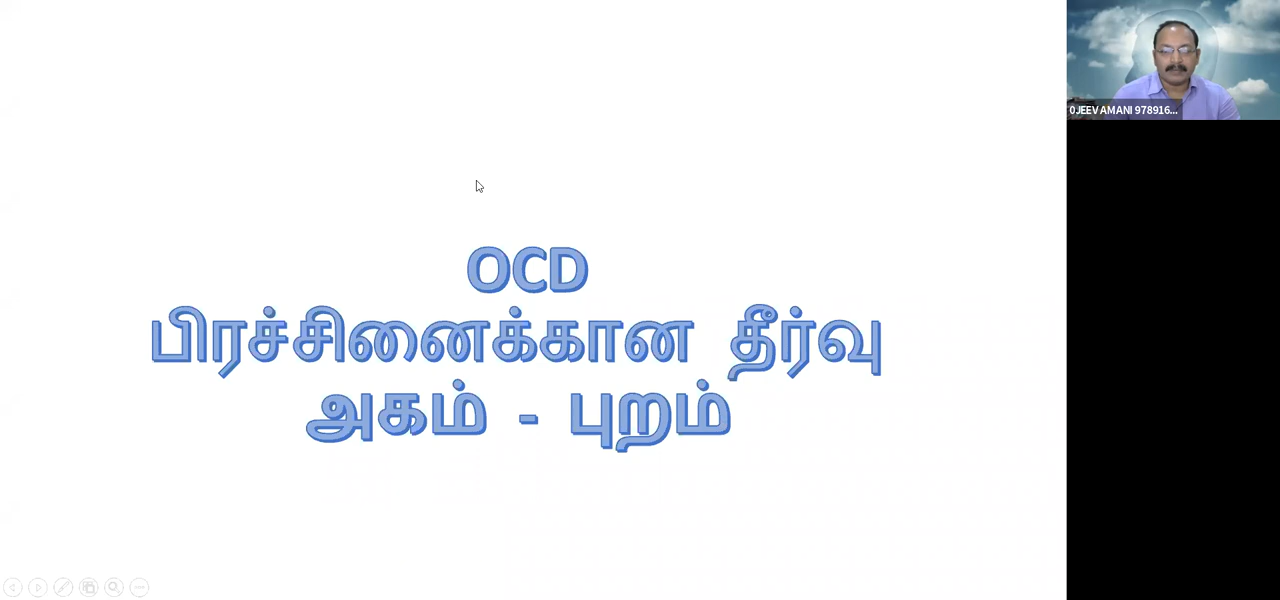 OCD
பிரச்சினைக்கான தீர்வு
அகம் - புறம்
0JEEV AMANI 978916...